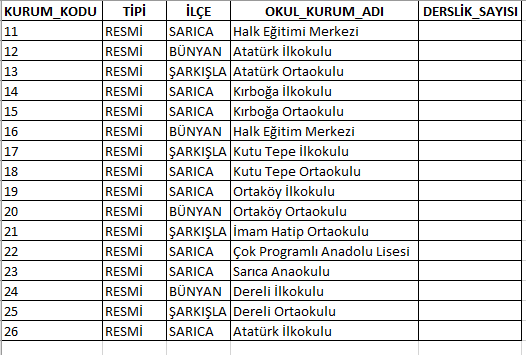 KURUM_KODU TİPİ İLÇE OKUL_KURUM_ADI DERSLİK_SAYISI
11 RESMİ SARICA Halk Eğitimi Merkezi
12 RESMİ BÜNYAN Atatürk İlkokulu
13 RESMİ ŞARKIŞLA Atatürk Ortaokulu
14 RESMİ SARICA Kırboğa İlkokulu
15 RESMİ SARICA Kırboğa Ortaokulu
16 RESMİ BÜNYAN Halk Eğitim Merkezi
17 RESMİ ŞARKIŞLA Kutu Tepe İlkokulu
18 RESMİ SARICA Kutu Tepe Ortaokulu
19 RESMİ SARICA Ortaköy İlkokulu
20 RESMİ BÜNYAN Ortaköy Ortaokulu
21 RESMİ ŞARKIŞLA İmam Hatip Ortaokulu
22 RESMİ SARICA Çok Programlı Anadolu Lisesi
23 RESMİ SARICA Sarıca Anaokulu
24 RESMİ BÜNYAN Dereli İlkokulu
25 RESMİ ŞARKIŞLA Dereli Ortaokulu
26 RESMİ SARICA Atatürk İlkokulu